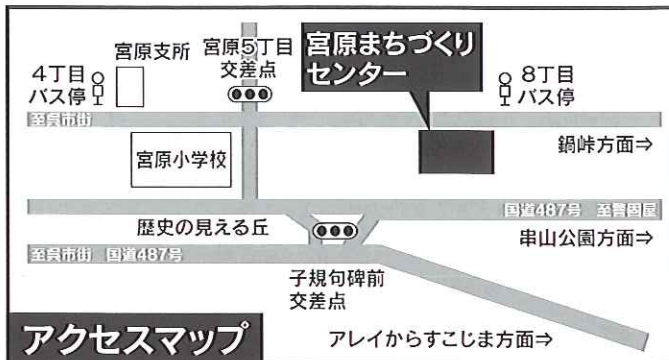 宮原支所
宮原5丁目
交差点
宮原まちづくり
センター
4丁目
バス停
8丁目
バス停
至呉市街
鍋峠方面⇒
宮原小学校
国道487号 至警固屋
歴史の見える丘
串山公園方面⇒
至呉市街 国道487号
子規句碑前
交差点
アクセスマップ
アレイからすこじま方面⇒